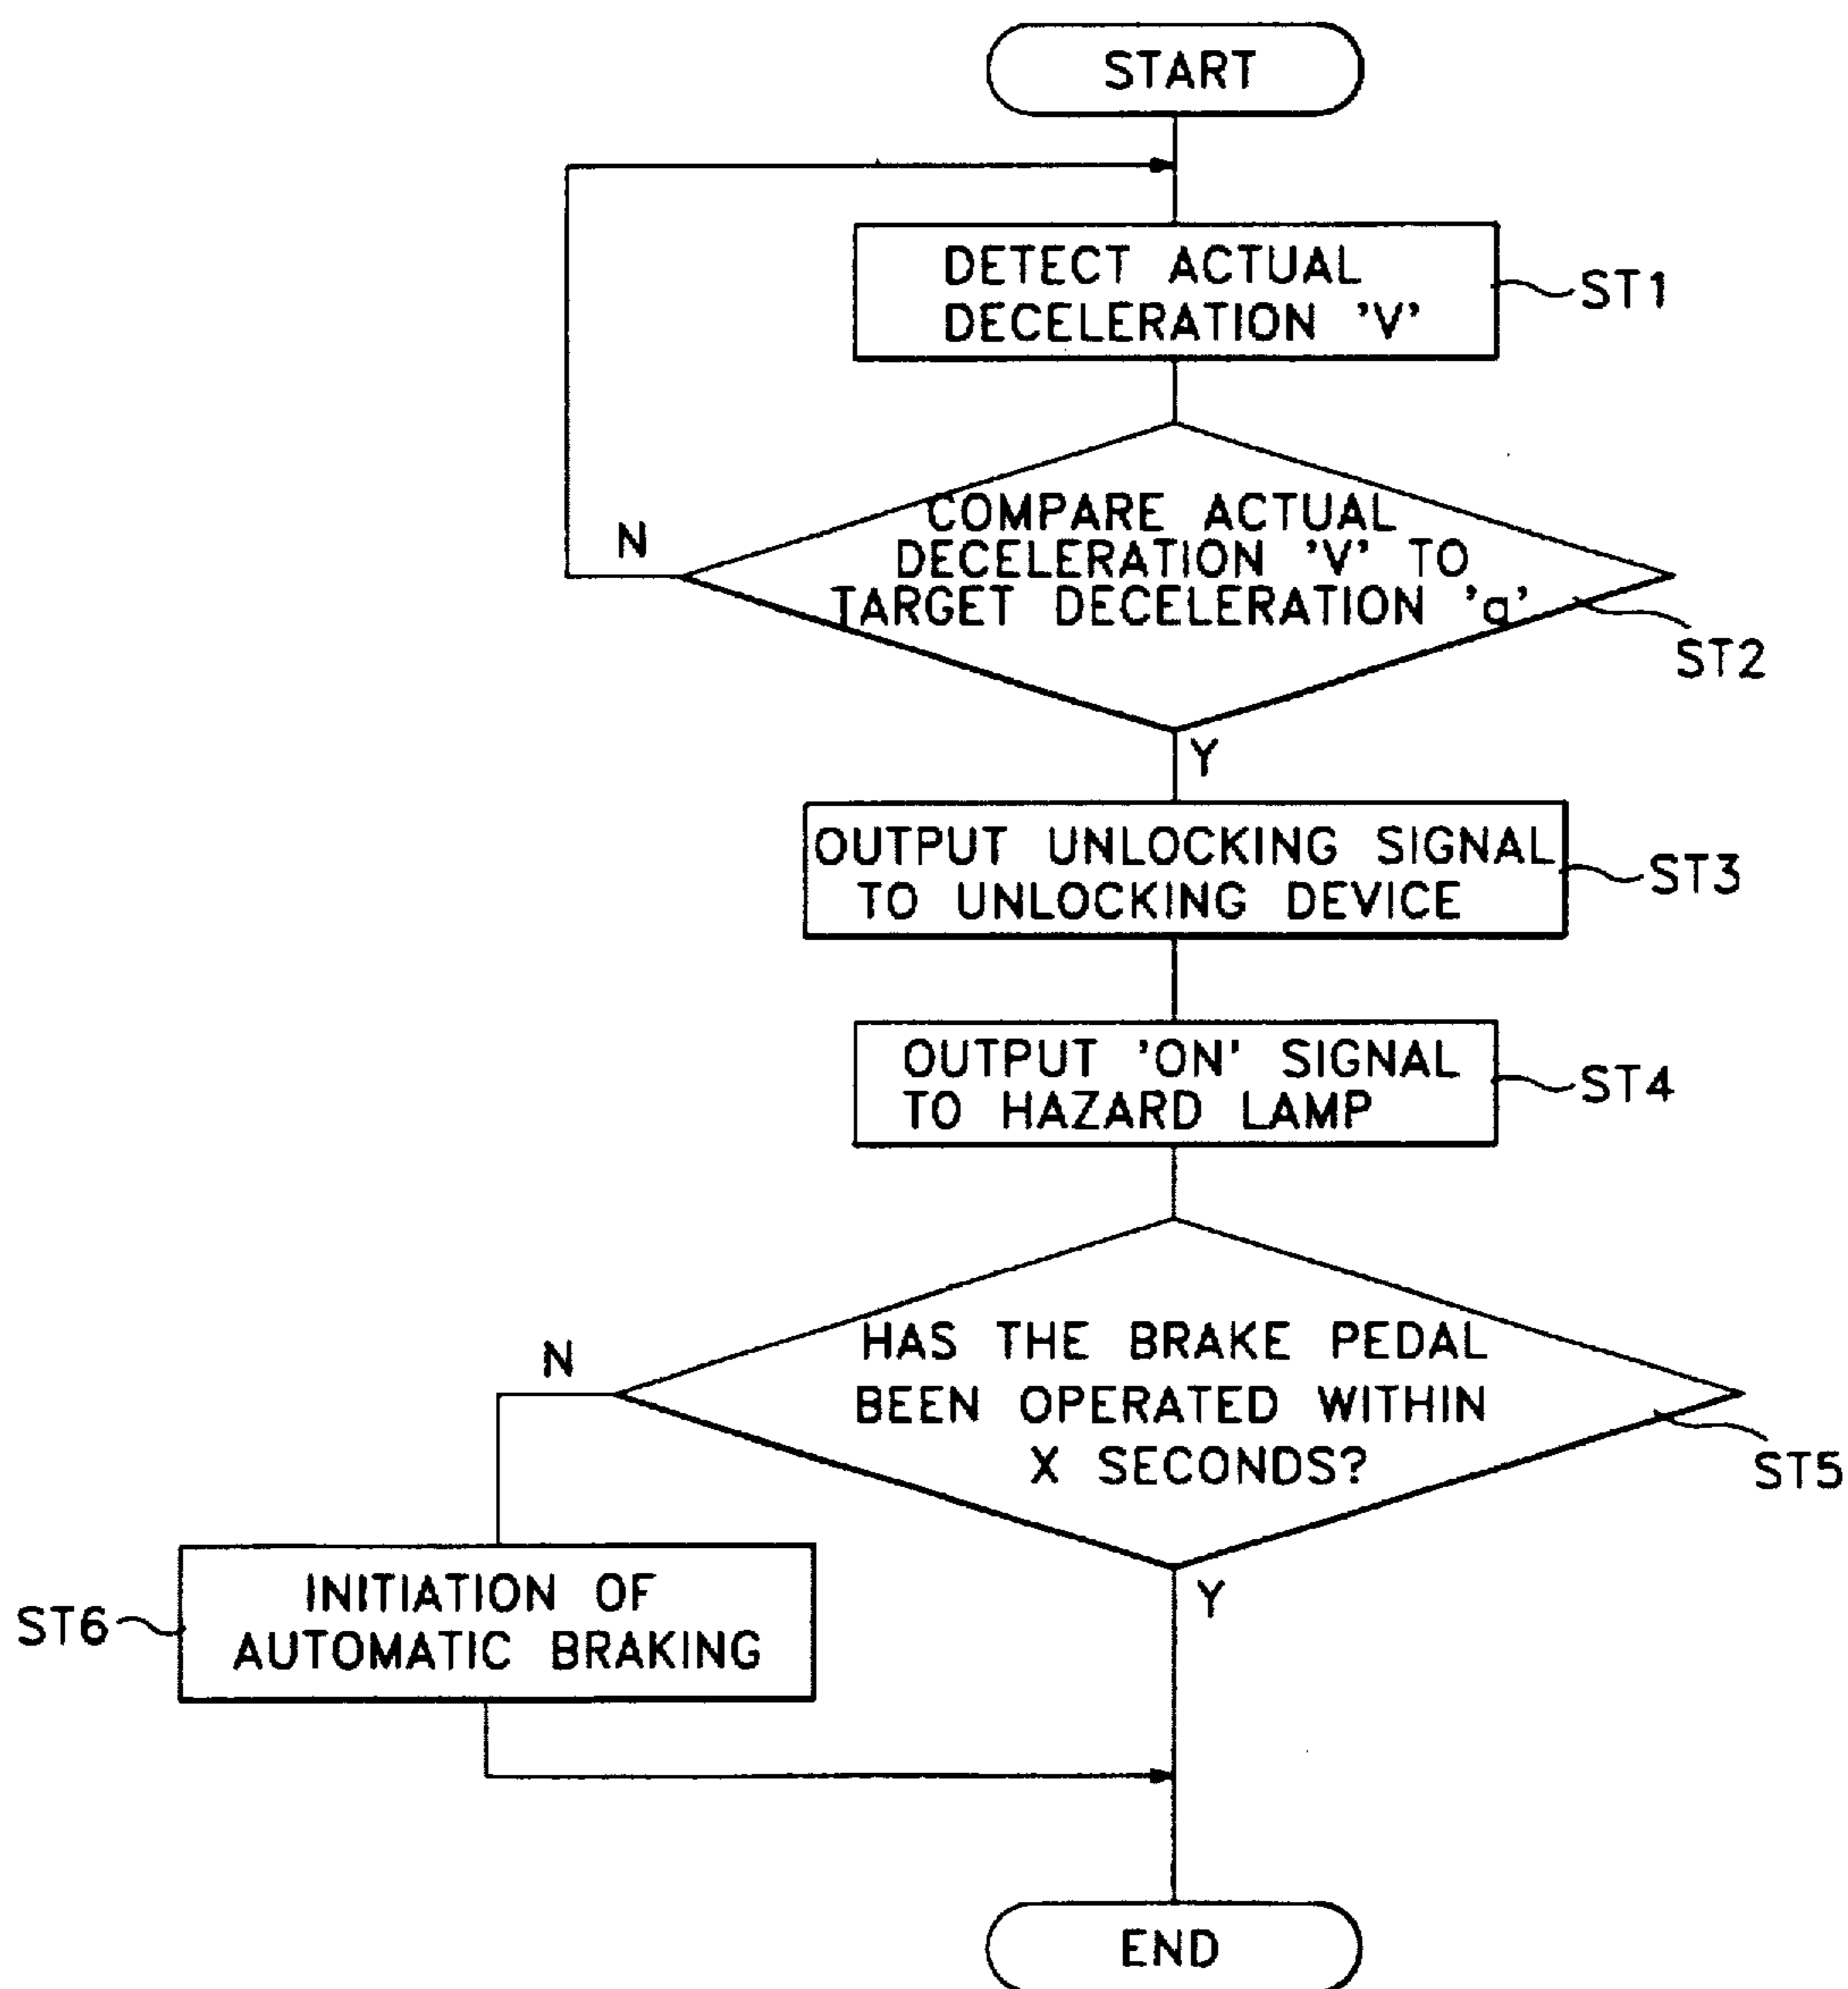 START
DETECT ACTUAL
DECELERATION 'V'
ST1
COMPARE ACTUAL
DECELERATION 'V' TO
TARGET DECELERATION 'a'
N
ST2
Y
OUTPUT UNLOCKING SIGNAL
TO UNLOCKING DEVICE
ST3
OUTPUT 'ON' SIGNAL
TO HAZARD LAMP
ST4
HAS THE BRAKE PEDAL
BEEN OPERATED WITHIN
X SECONDS?
N
ST5
Y
INITIATION OF
AUTOMATIC BRAKING
ST6
END